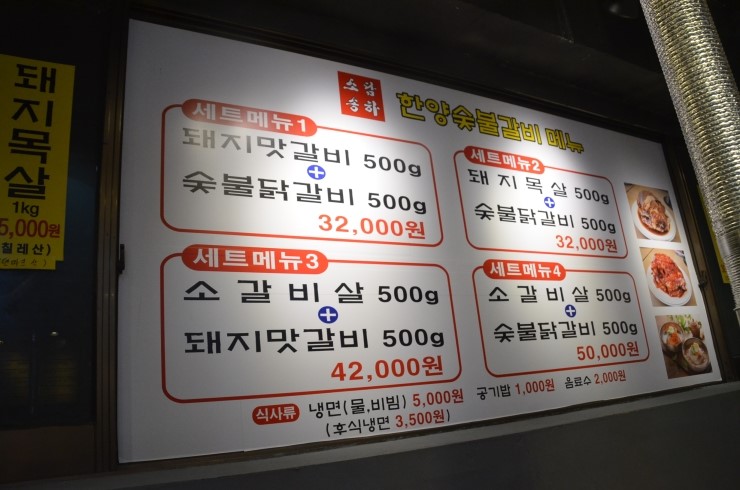 돼지목살
1kg
5,000원
칠레산)
소담
송하
한양숯불갈비 메뉴
세트메뉴1
돼지맛갈비 500g
+
숯불닭갈비 500g
32,000원
세트메뉴2
돼지목살 500g
+
숯불닭갈비 500g
32,000원
세트메뉴3
소갈비살 500g
+
돼지맛갈비 500g
42,000원
세트메뉴4
소갈비살 500g
+
숯불닭갈비 500g
50,000원
식사류 냉면(물,비빔) 5,000원 공기밥 1,000원 음료수 2,000원
(후식냉면 3,500원)